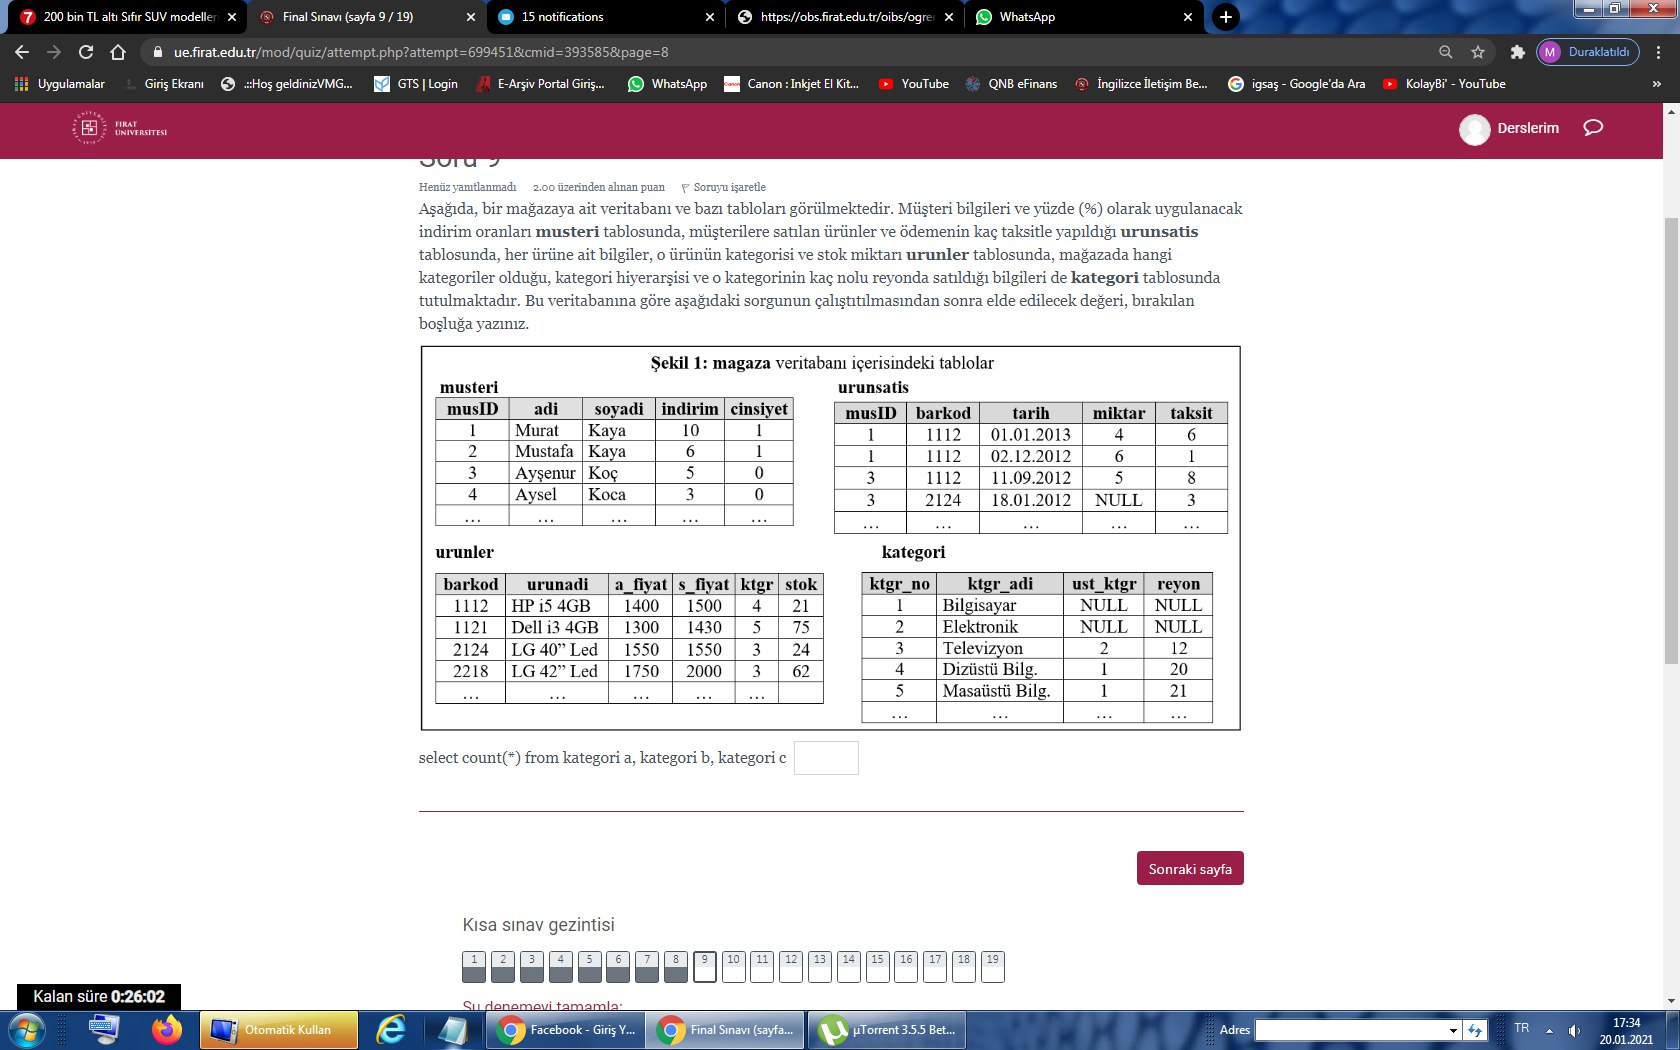 200 bin TL altı Sıfır SUV modeller
Final Sınavı (sayfa 9 / 19)
15 notifications
https://obs.firat.edu.tr/oibs/ogre
WhatsApp
ue.firat.edu.tr/mod/quiz/attempt.php?attempt=699451&cmid=393585&page=8
M
Duraklatıldı
Uygulamalar
Giriş Ekranı
.::Hoş geldinizVMG...
GTS | Login
E-Arşiv Portal Giriş...
WhatsApp
Canon : Inkjet El Kit...
YouTube
QNB eFinans
İngilizce İletişim Be...
igsaş - Google'da Ara
KolayBi' - YouTube
»
FIRAT
ÜNİVERSİTESİ
Derslerim
Soru 9
Henüz yanıtlanmadı 2.00 üzerinden alınan puan Soruyu işaretle
Aşağıda, bir mağazaya ait veritabanı ve bazı tabloları görülmektedir. Müşteri bilgileri ve yüzde (%) olarak uygulanacak
indirim oranları musteri tablosunda, müşterilere satılan ürünler ve ödemenin kaç taksitle yapıldığı urunsatis
tablosunda, her ürüne ait bilgiler, o ürünün kategorisi ve stok miktarı urunler tablosunda, mağazada hangi
kategoriler olduğu, kategori hiyerarşisi ve o kategorinin kaç nolu reyonda satıldığı bilgileri de kategori tablosunda
tutulmaktadır. Bu veritabanına göre aşağıdaki sorgunun çalıştıtılmasından sonra elde edilecek değeri, bırakılan
boşluğa yazınız.
Şekil 1: magaza veritabanı içerisindeki tablolar
musteri
musID adi soyadi indirim cinsiyet
1 Murat Kaya 10 1
2 Mustafa Kaya 6 1
3 Ayşenur Koç 5 0
4 Aysel Koca 3 0
... ... ... ... ...
urunsatis
musID barkod tarih miktar taksit
1 1112 01.01.2013 4 6
1 1112 02.12.2012 6 1
3 1112 11.09.2012 5 8
3 2124 18.01.2012 NULL 3
... ... ... ... ...
urunler
barkod urunadi a_fiyat s_fiyat ktgr stok
1112 HP i5 4GB 1400 1500 4 21
1121 Dell i3 4GB 1300 1430 5 75
2124 LG 40” Led 1550 1550 3 24
2218 LG 42” Led 1750 2000 3 62
... ... ... ... ...
kategori
ktgr_no ktgr_adi ust_ktgr reyon
1 Bilgisayar NULL NULL
2 Elektronik NULL NULL
3 Televizyon 2 12
4 Dizüstü Bilg. 1 20
5 Masaüstü Bilg. 1 21
... ... ... ...
select count(*) from kategori a, kategori b, kategori c
Sonraki sayfa
Kısa sınav gezintisi
1 2 3 4 5 6 7 8 9 10 11 12 13 14 15 16 17 18 19
Şu denemeyi tamamla:
Kalan süre 0:26:02
Otomatik Kullan
Facebook - Giriş Y...
Final Sınavı (sayfa...
µTorrent 3.5.5 Bet...
Adres
TR
17:34
20.01.2021